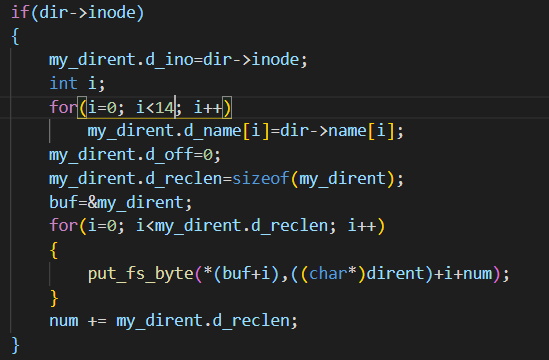 if(dir->inode)
{
    my_dirent.d_ino=dir->inode;
    int i;
    for(i=0; i<14; i++)
        my_dirent.d_name[i]=dir->name[i];
    my_dirent.d_off=0;
    my_dirent.d_reclen=sizeof(my_dirent);
    buf=&my_dirent;
    for(i=0; i<my_dirent.d_reclen; i++)
    {
        put_fs_byte(*(buf+i),((char*)dirent)+i+num);
    }
    num += my_dirent.d_reclen;
}